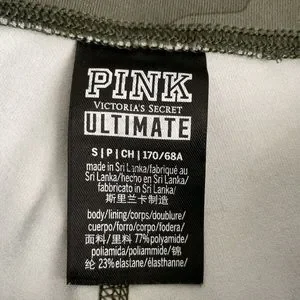 PINK
VICTORIA'S SECRET
ULTIMATE
S | P | CH | 170/68A
made in Sri Lanka/fabriqué au
Sri Lanka/hecho en Sri Lanka/
fabbricato in Sri Lanka/
斯里兰卡制造
body/lining/corps/doublure/
cuerpo/forro/corpo/fodera/
面料/里料 77% polyamide/
poliamida/poliammide/锦
纶 23% elastane/élasthanne/